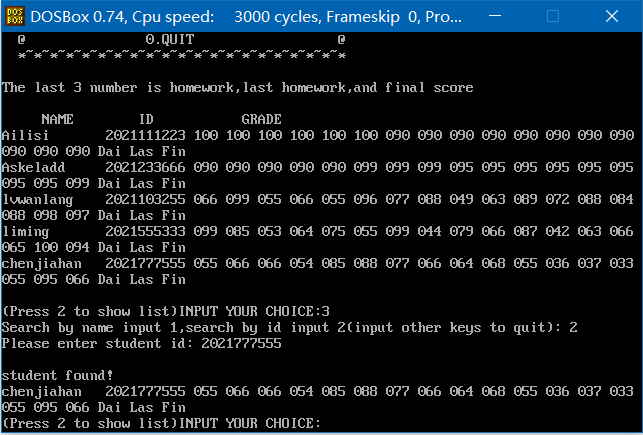 DOSBox 0.74, Cpu speed: 3000 cycles, Frameskip 0, Pro...
@ 0.QUIT @
*~*~*~*~*~*~*~*~*~*~*~*~*~*~*~*~*~*~*~*~*
The last 3 number is homework,last homework,and final score
NAME ID GRADE
Ailisi 2021111223 100 100 100 100 100 100 090 090 090 090 090 090 090
090 090 090 Dai Las Fin
Askeladd 2021233666 090 090 090 090 090 099 099 099 095 095 095 095 095 095
095 095 099 Dai Las Fin
lvwanlang 2021103255 066 099 055 066 055 096 077 088 049 063 089 072 088 084
088 098 097 Dai Las Fin
liming 2021555333 099 085 053 064 075 055 099 044 079 066 087 042 063 066
065 100 094 Dai Las Fin
chenjiahan 2021777555 055 066 066 054 085 088 077 066 064 068 055 036 037 033
055 095 066 Dai Las Fin
(Press 2 to show list)INPUT YOUR CHOICE:3
Search by name input 1,search by id input 2(input other keys to quit): 2
Please enter student id: 2021777555
student found!
chenjiahan 2021777555 055 066 066 054 085 088 077 066 064 068 055 036 037 033
055 095 066 Dai Las Fin
(Press 2 to show list)INPUT YOUR CHOICE: